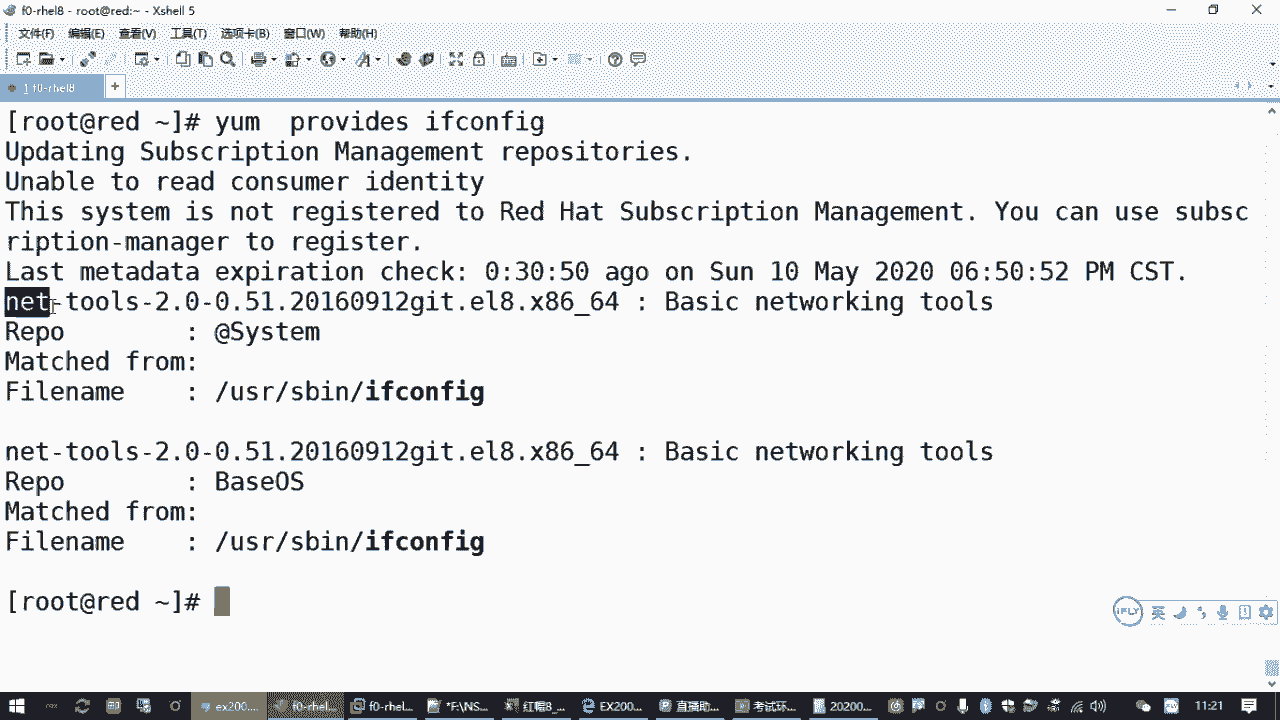 f0-rhel8 - root@red:~ - Xshell 5
文件(F) 编辑(E) 查看(V) 工具(T) 选项卡(B) 窗口(W) 帮助(H)
1 f0-rhel8 +
[root@red ~]# yum  provides ifconfig
Updating Subscription Management repositories.
Unable to read consumer identity
This system is not registered to Red Hat Subscription Management. You can use subsc
ription-manager to register.
Last metadata expiration check: 0:30:50 ago on Sun 10 May 2020 06:50:52 PM CST.
net-tools-2.0-0.51.20160912git.el8.x86_64 : Basic networking tools
Repo        : @System
Matched from:
Filename    : /usr/sbin/ifconfig
net-tools-2.0-0.51.20160912git.el8.x86_64 : Basic networking tools
Repo        : BaseOS
Matched from:
Filename    : /usr/sbin/ifconfig
[root@red ~]#
iFLY 英
ex200.... f0-rhel... f0-rhel... *F:\NS... 红帽8_... EX200... 直播助... 考试环... 20200... 11:21